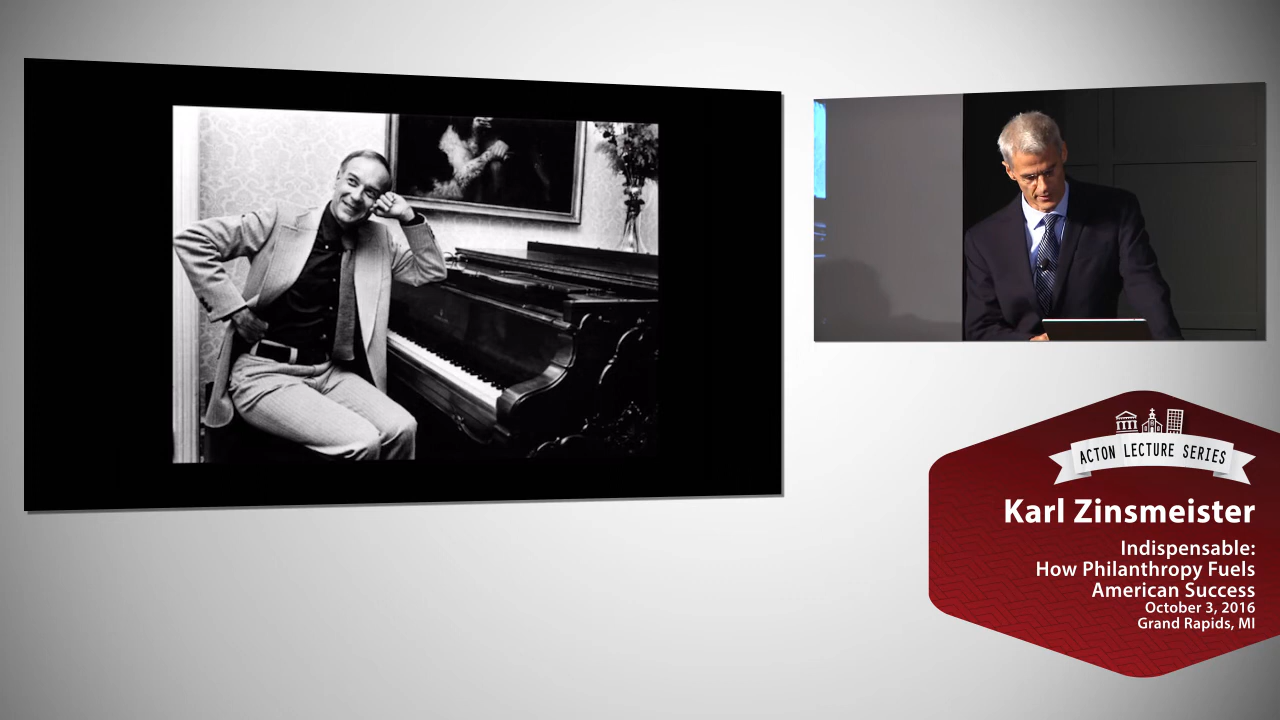 ACTON LECTURE SERIES
Karl Zinsmeister
Indispensable:
How Philanthropy Fuels
American Success
October 3, 2016
Grand Rapids, MI